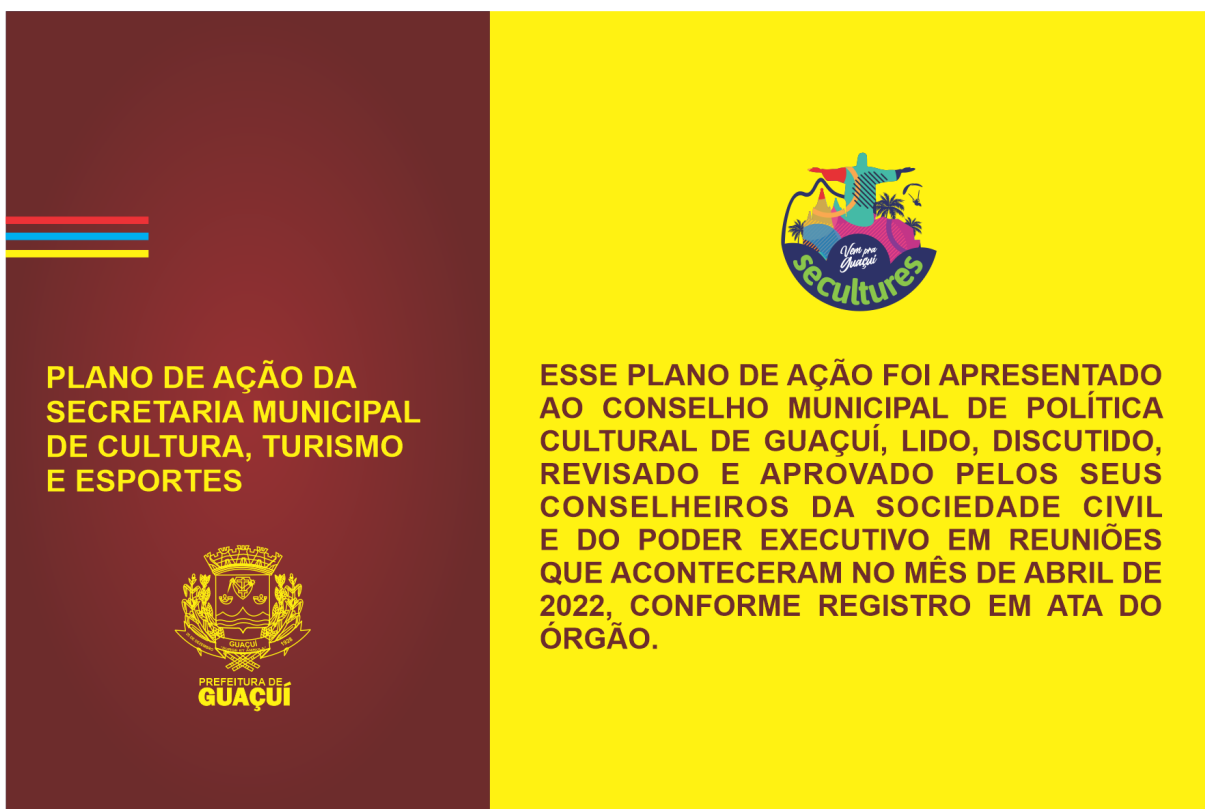 PLANO DE AÇÃO DA
SECRETARIA MUNICIPAL
DE CULTURA, TURISMO
E ESPORTES
GUAÇUÍ
1928
PREFEITURA DE
GUAÇUÍ
Vem pra
Guaçuí
secultures
ESSE PLANO DE AÇÃO FOI APRESENTADO
AO CONSELHO MUNICIPAL DE POLÍTICA
CULTURAL DE GUAÇUÍ, LIDO, DISCUTIDO,
REVISADO E APROVADO PELOS SEUS
CONSELHEIROS DA SOCIEDADE CIVIL
E DO PODER EXECUTIVO EM REUNIÕES
QUE ACONTECERAM NO MÊS DE ABRIL DE
2022, CONFORME REGISTRO EM ATA DO
ÓRGÃO.